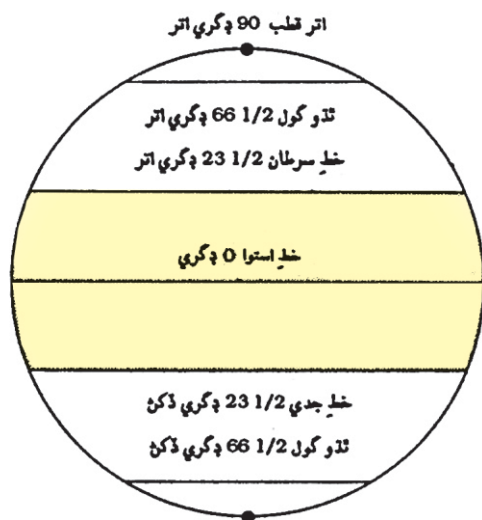 اتر قطب 90 ڊگري اتر
ٿڌو گول 66 1/2 ڊگري اتر
خطِ سرطان 23 1/2 ڊگري اتر
خطِ استوا 0 ڊگري
خطِ جدي 23 1/2 ڊگري ڏکڻ
ٿڌو گول 66 1/2 ڊگري ڏکڻ